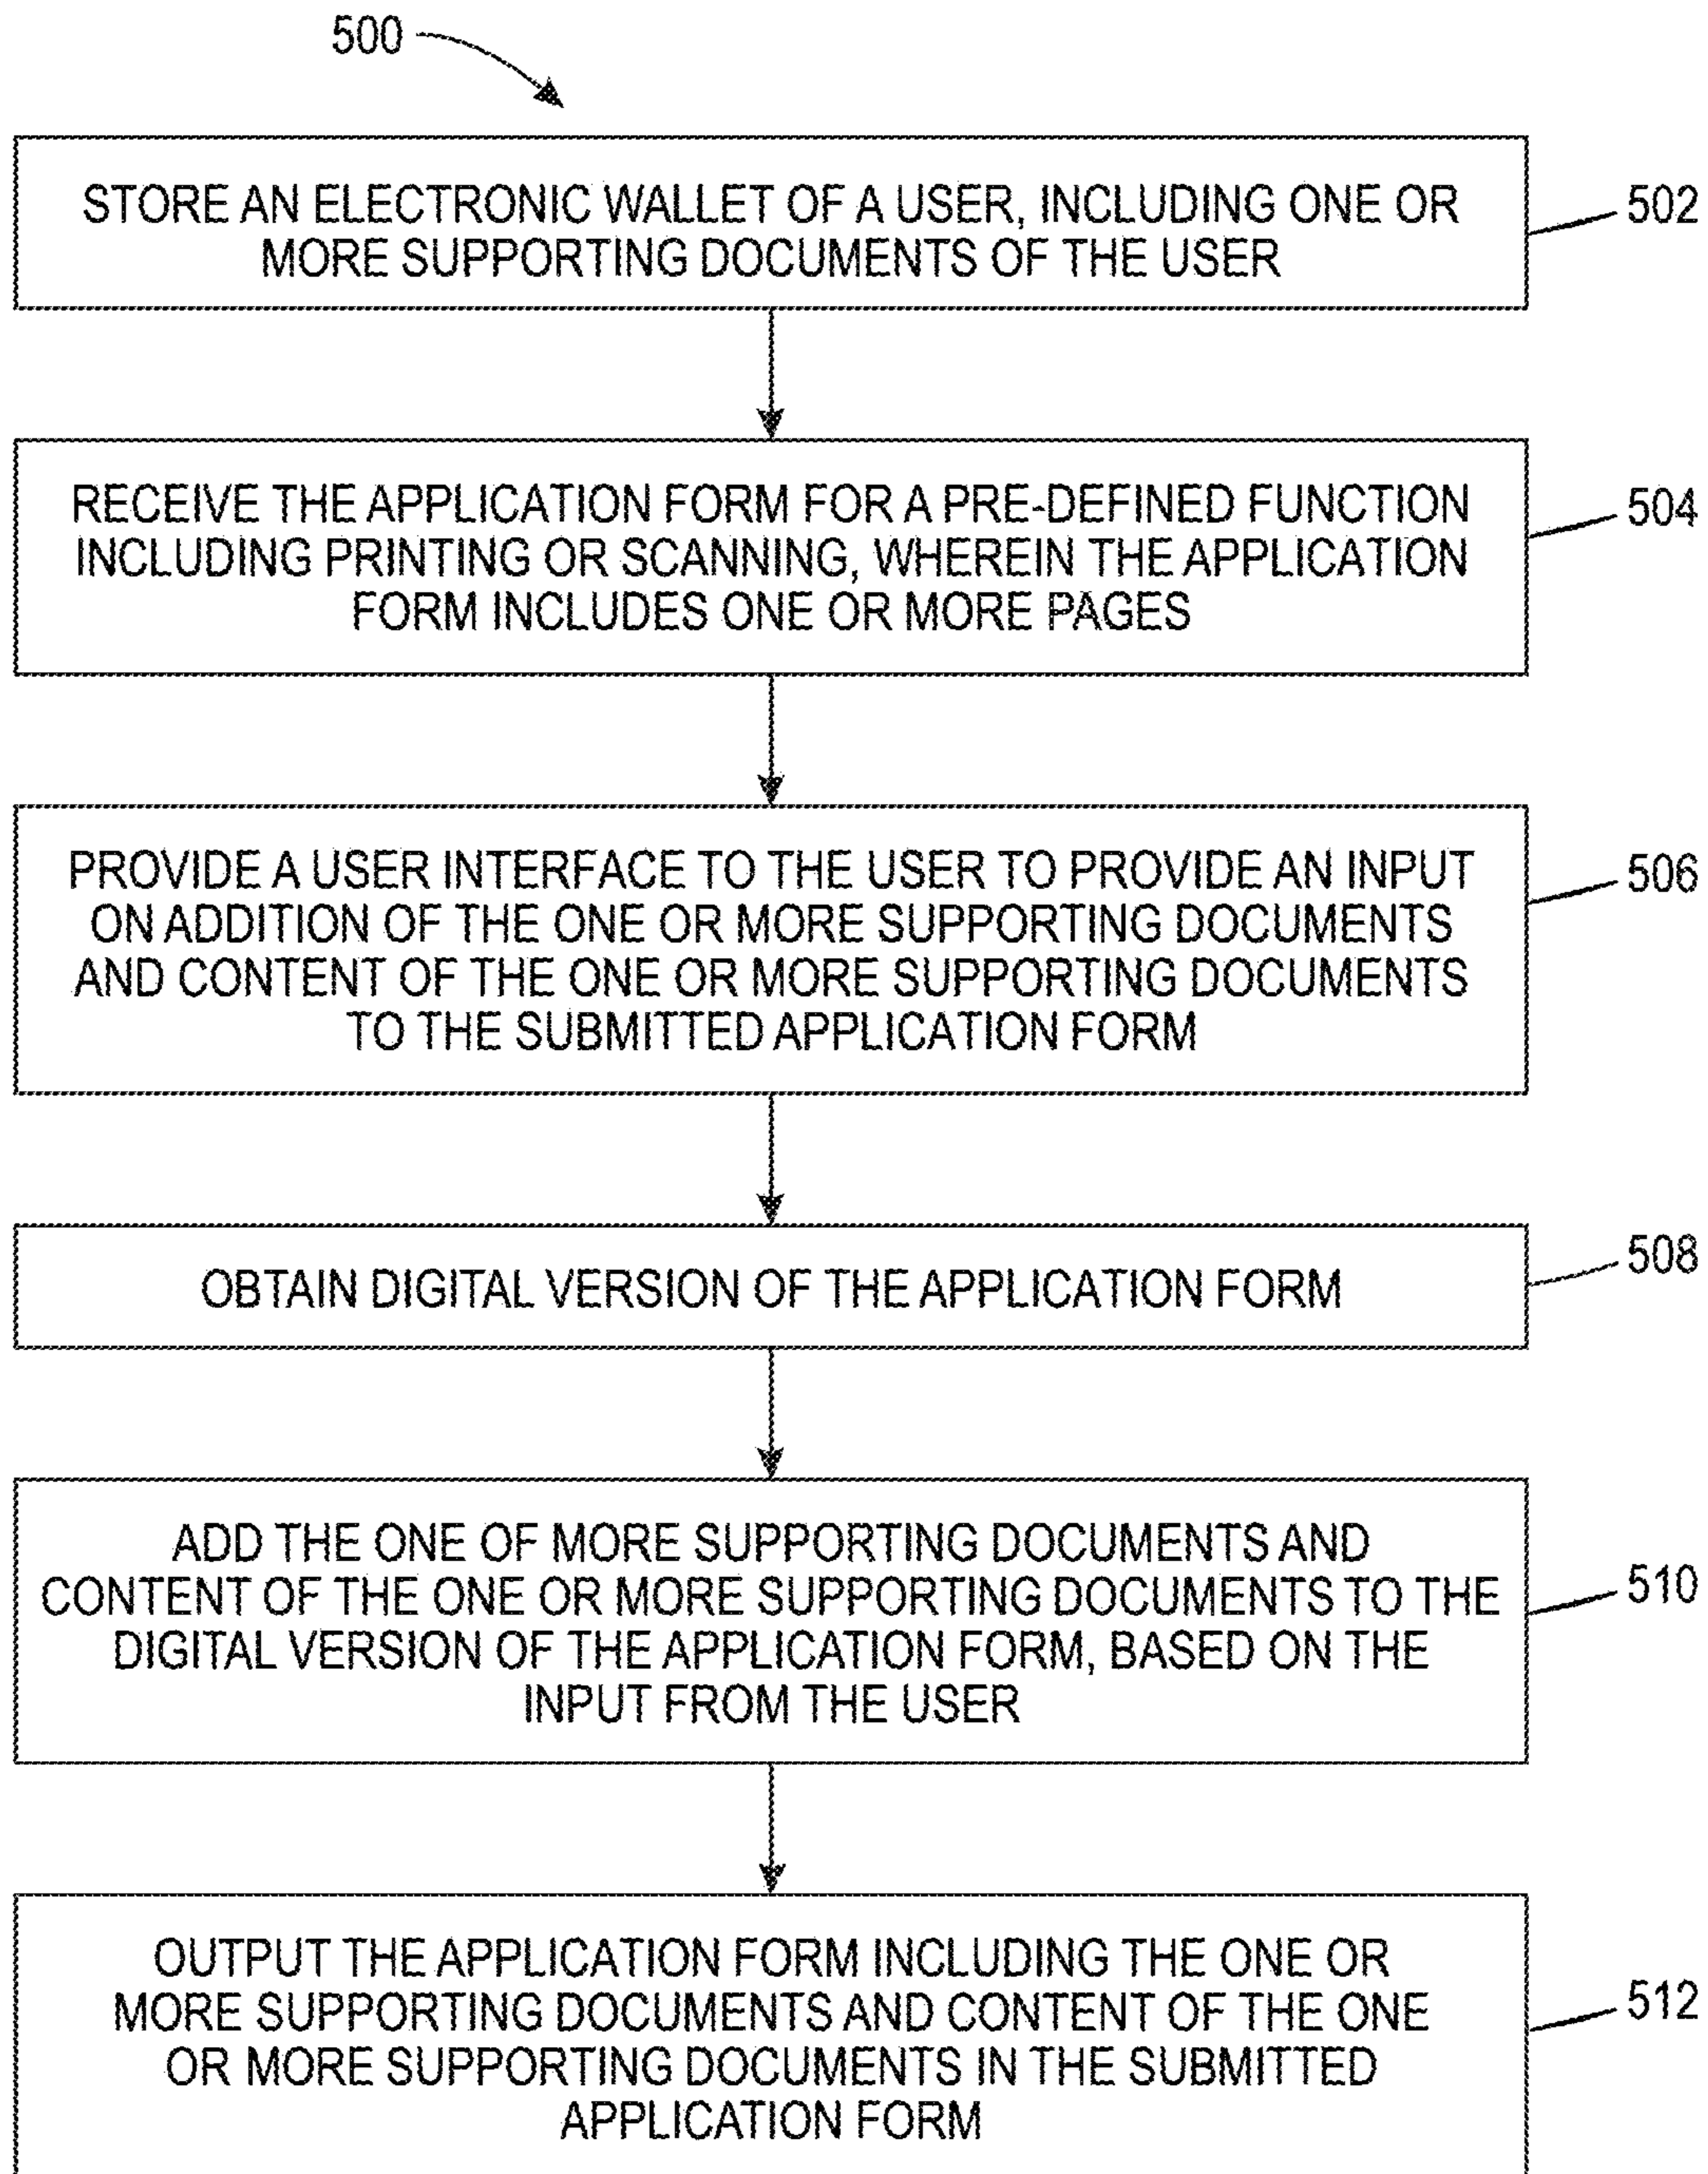 500
STORE AN ELECTRONIC WALLET OF A USER, INCLUDING ONE OR
MORE SUPPORTING DOCUMENTS OF THE USER
502
RECEIVE THE APPLICATION FORM FOR A PRE-DEFINED FUNCTION
INCLUDING PRINTING OR SCANNING, WHEREIN THE APPLICATION
FORM INCLUDES ONE OR MORE PAGES
504
PROVIDE A USER INTERFACE TO THE USER TO PROVIDE AN INPUT
ON ADDITION OF THE ONE OR MORE SUPPORTING DOCUMENTS
AND CONTENT OF THE ONE OR MORE SUPPORTING DOCUMENTS
TO THE SUBMITTED APPLICATION FORM
506
OBTAIN DIGITAL VERSION OF THE APPLICATION FORM
508
ADD THE ONE OF MORE SUPPORTING DOCUMENTS AND
CONTENT OF THE ONE OR MORE SUPPORTING DOCUMENTS TO THE
DIGITAL VERSION OF THE APPLICATION FORM, BASED ON THE
INPUT FROM THE USER
510
OUTPUT THE APPLICATION FORM INCLUDING THE ONE OR
MORE SUPPORTING DOCUMENTS AND CONTENT OF THE ONE
OR MORE SUPPORTING DOCUMENTS IN THE SUBMITTED
APPLICATION FORM
512